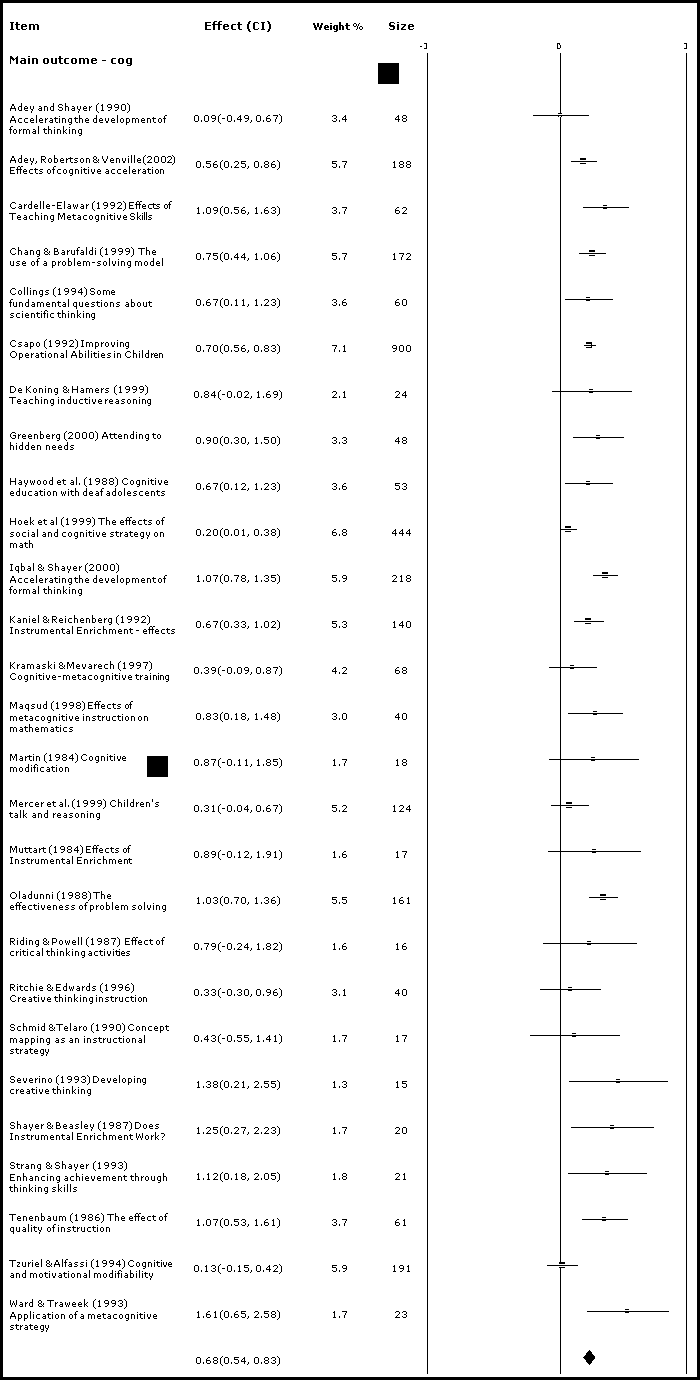 Item Effect (CI) Weight % Size
-3 0 3
Main outcome - cog
Adey and Shayer (1990)
Accelerating the development of 0.09(-0.49, 0.67) 3.4 48
formal thinking
Adey, Robertson & Venville(2002) 0.56(0.25, 0.86) 5.7 188
Effects of cognitive acceleration
Cardelle-Elawar (1992) Effects of 1.09(0.56, 1.63) 3.7 62
Teaching Metacognitive Skills
Chang & Barufaldi (1999) The 0.75(0.44, 1.06) 5.7 172
use of a problem-solving model
Collings (1994) Some
fundamental questions about 0.67(0.11, 1.23) 3.6 60
scientific thinking
Csapo (1992) Improving 0.70(0.56, 0.83) 7.1 900
Operational Abilities in Children
De Koning & Hamers (1999) 0.84(-0.02, 1.69) 2.1 24
Teaching inductive reasoning
Greenberg (2000) Attending to 0.90(0.30, 1.50) 3.3 48
hidden needs
Haywood et al. (1988) Cognitive 0.67(0.12, 1.23) 3.6 53
education with deaf adolescents
Hoek et al (1999) The effects of
social and cognitive strategy on 0.20(0.01, 0.38) 6.8 444
math
Iqbal & Shayer (2000)
Accelerating the development of 1.07(0.78, 1.35) 5.9 218
formal thinking
Kaniel & Reichenberg (1992) 0.67(0.33, 1.02) 5.3 140
Instrumental Enrichment - effects
Kramaski & Mevarech (1997) 0.39(-0.09, 0.87) 4.2 68
Cognitive-metacognitive training
Maqsud (1998) Effects of
metacognitive instruction on 0.83(0.18, 1.48) 3.0 40
mathematics
Martin (1984) Cognitive 0.87(-0.11, 1.85) 1.7 18
modification
Mercer et al. (1999) Children's 0.31(-0.04, 0.67) 5.2 124
talk and reasoning
Muttart (1984) Effects of 0.89(-0.12, 1.91) 1.6 17
Instrumental Enrichment
Oladunni (1988) The 1.03(0.70, 1.36) 5.5 161
effectiveness of problem solving
Riding & Powell (1987) Effect of 0.79(-0.24, 1.82) 1.6 16
critical thinking activities
Ritchie & Edwards (1996) 0.33(-0.30, 0.96) 3.1 40
Creative thinking instruction
Schmid & Telaro (1990) Concept
mapping as an instructional 0.43(-0.55, 1.41) 1.7 17
strategy
Severino (1993) Developing 1.38(0.21, 2.55) 1.3 15
creative thinking
Shayer & Beasley (1987) Does 1.25(0.27, 2.23) 1.7 20
Instrumental Enrichment Work?
Strang & Shayer (1993)
Enhancing achievement through 1.12(0.18, 2.05) 1.8 21
thinking skills
Tenenbaum (1986) The effect of 1.07(0.53, 1.61) 3.7 61
quality of instruction
Tzuriel & Alfassi (1994) Cognitive 0.13(-0.15, 0.42) 5.9 191
and motivational modifiability
Ward & Traweek (1993)
Application of a metacognitive 1.61(0.65, 2.58) 1.7 23
strategy
0.68(0.54, 0.83)